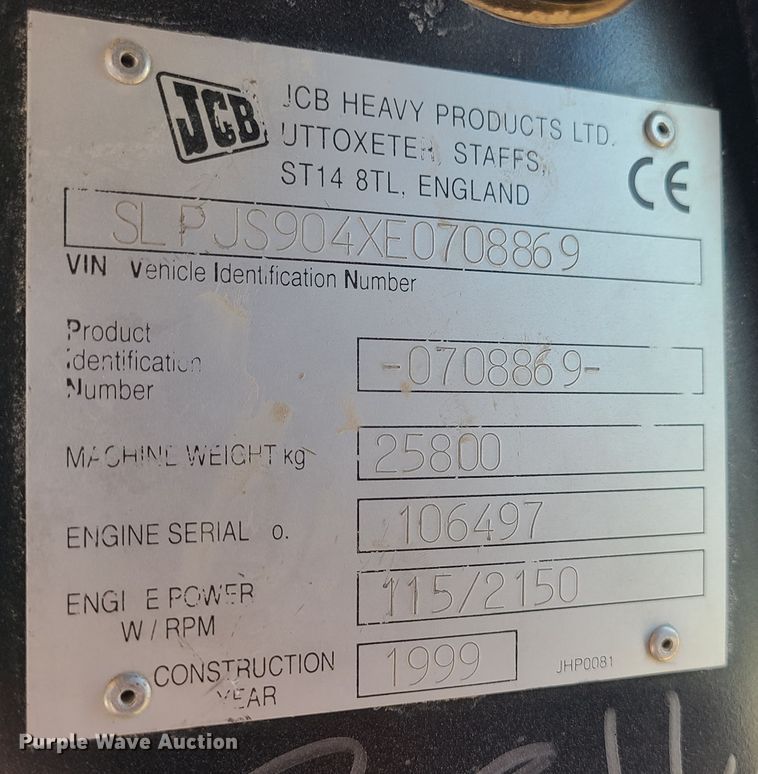 JCB
JCB HEAVY PRODUCTS LTD.
UTTOXETER, STAFFS,
ST14 8TL, ENGLAND
CE
SLPJS904XE0708869
VIN Vehicle Identification Number
Product
Identification
Number
-0708869-
MACHINE WEIGHT kg
25800
ENGINE SERIAL o.
106497
ENGI E POWER
W / RPM
115/2150
CONSTRUCTION
YEAR
1999
JHP0081
Purple Wave Auction